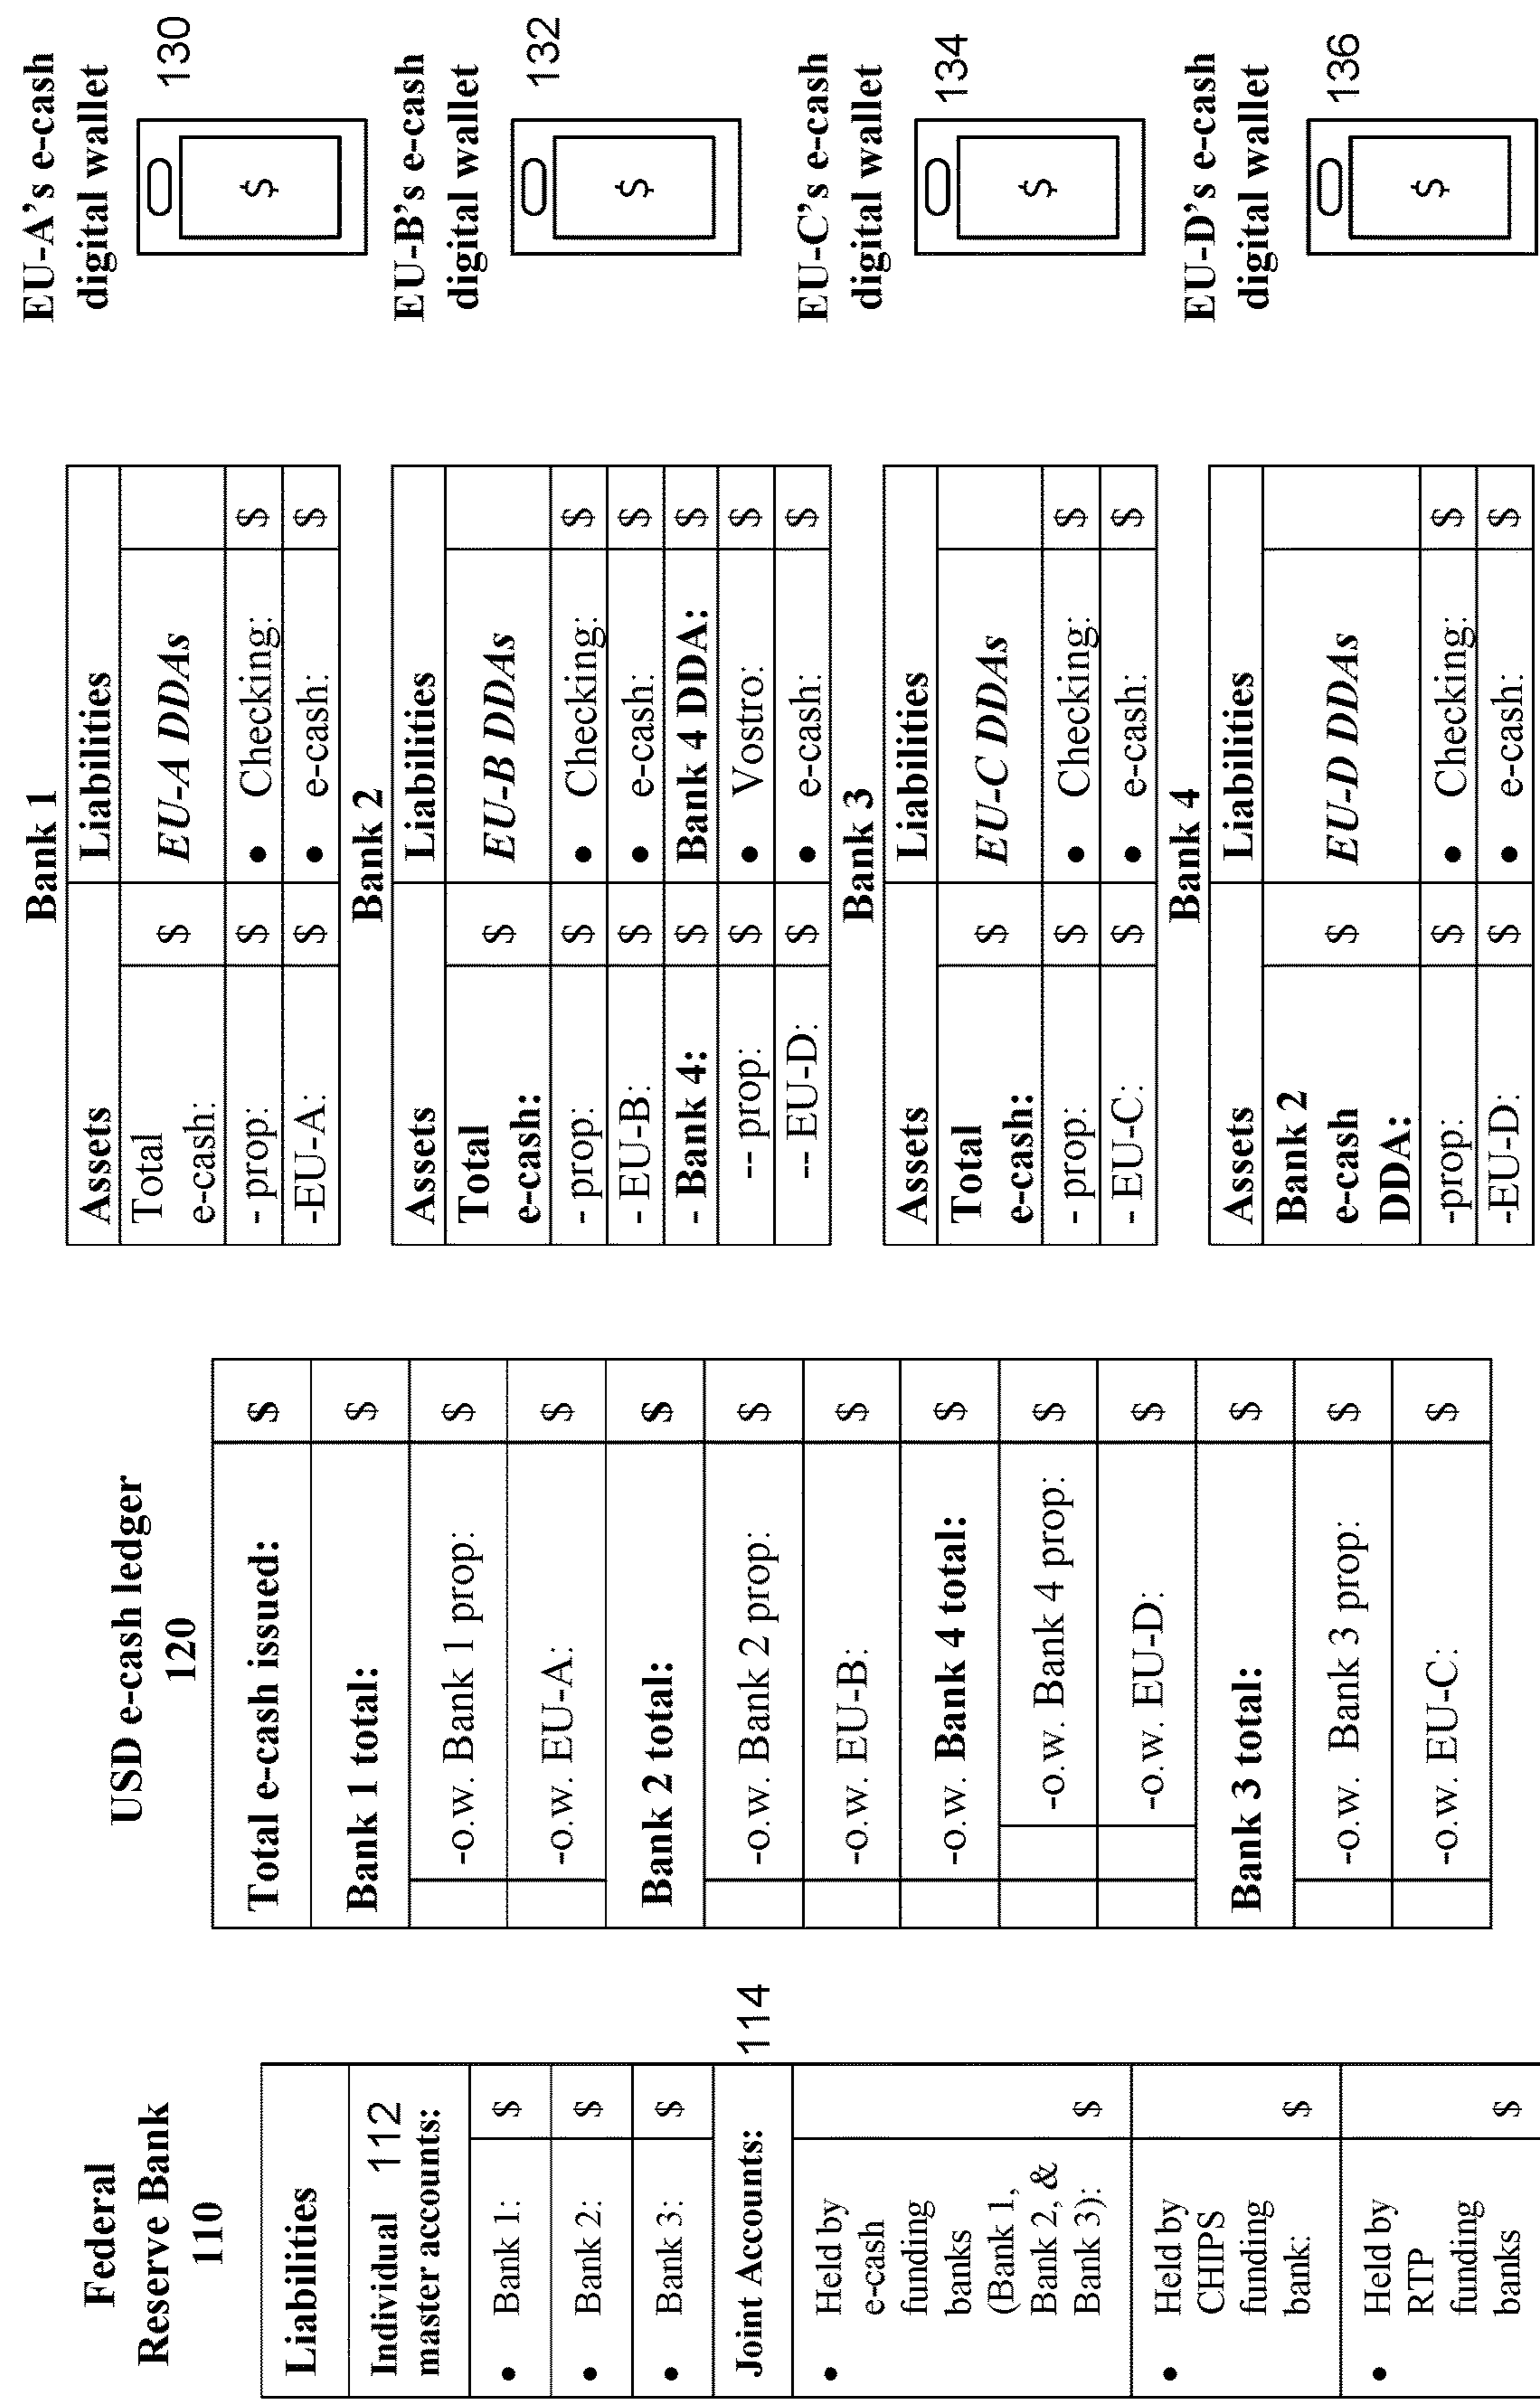 Federal
Reserve Bank
110
Liabilities
Individual 112
master accounts:
• Bank 1: $
• Bank 2: $
• Bank 3: $
Joint Accounts: 114
• Held by
e-cash
funding
banks
(Bank 1,
Bank 2, &
Bank 3): $
• Held by
CHIPS
funding
bank: $
• Held by
RTP
funding
banks $
USD e-cash ledger
120
Total e-cash issued: $
Bank 1 total: $
-o.w. Bank 1 prop: $
-o.w. EU-A: $
Bank 2 total: $
-o.w. Bank 2 prop: $
-o.w. EU-B: $
-o.w. Bank 4 total: $
-o.w. Bank 4 prop: $
-o.w. EU-D: $
Bank 3 total: $
-o.w. Bank 3 prop: $
-o.w. EU-C: $
Bank 1
Assets Liabilities
Total
e-cash: $ EU-A DDAs
- prop: $ • Checking: $
-EU-A: $ • e-cash: $
Bank 2
Assets Liabilities
Total
e-cash: $ EU-B DDAs
- prop: $ • Checking: $
- EU-B: $ • e-cash: $
- Bank 4: $ Bank 4 DDA: $
-- prop: $ • Vostro: $
-- EU-D: $ • e-cash: $
Bank 3
Assets Liabilities
Total
e-cash: $ EU-C DDAs
- prop: $ • Checking: $
- EU-C: $ • e-cash: $
Bank 4
Assets Liabilities
Bank 2
e-cash
DDA: $ EU-D DDAs
-prop: $ • Checking: $
-EU-D: $ • e-cash: $
EU-A's e-cash
digital wallet
$ 130
EU-B's e-cash
digital wallet
$ 132
EU-C's e-cash
digital wallet
$ 134
EU-D's e-cash
digital wallet
$ 136